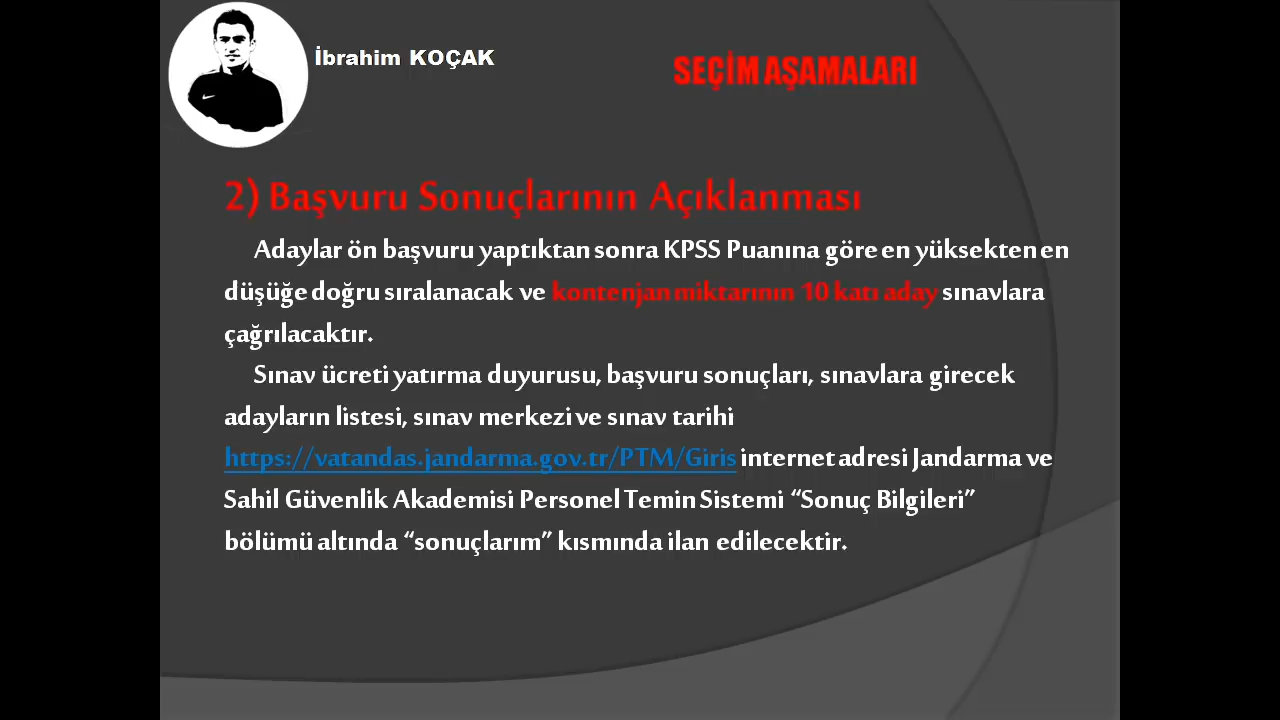 İbrahim KOÇAK
SEÇİM AŞAMALARI
2) Başvuru Sonuçlarının Açıklanması
Adaylar ön başvuru yaptıktan sonra KPSS Puanına göre en yüksekten en
düşüğe doğru sıralanacak ve kontenjan miktarının 10 katı aday sınavlara
çağrılacaktır.
Sınav ücreti yatırma duyurusu, başvuru sonuçları, sınavlara girecek
adayların listesi, sınav merkezi ve sınav tarihi
https://vatandas.jandarma.gov.tr/PTM/Giris internet adresi Jandarma ve
Sahil Güvenlik Akademisi Personel Temin Sistemi “Sonuç Bilgileri”
bölümü altında “sonuçlarım” kısmında ilan edilecektir.